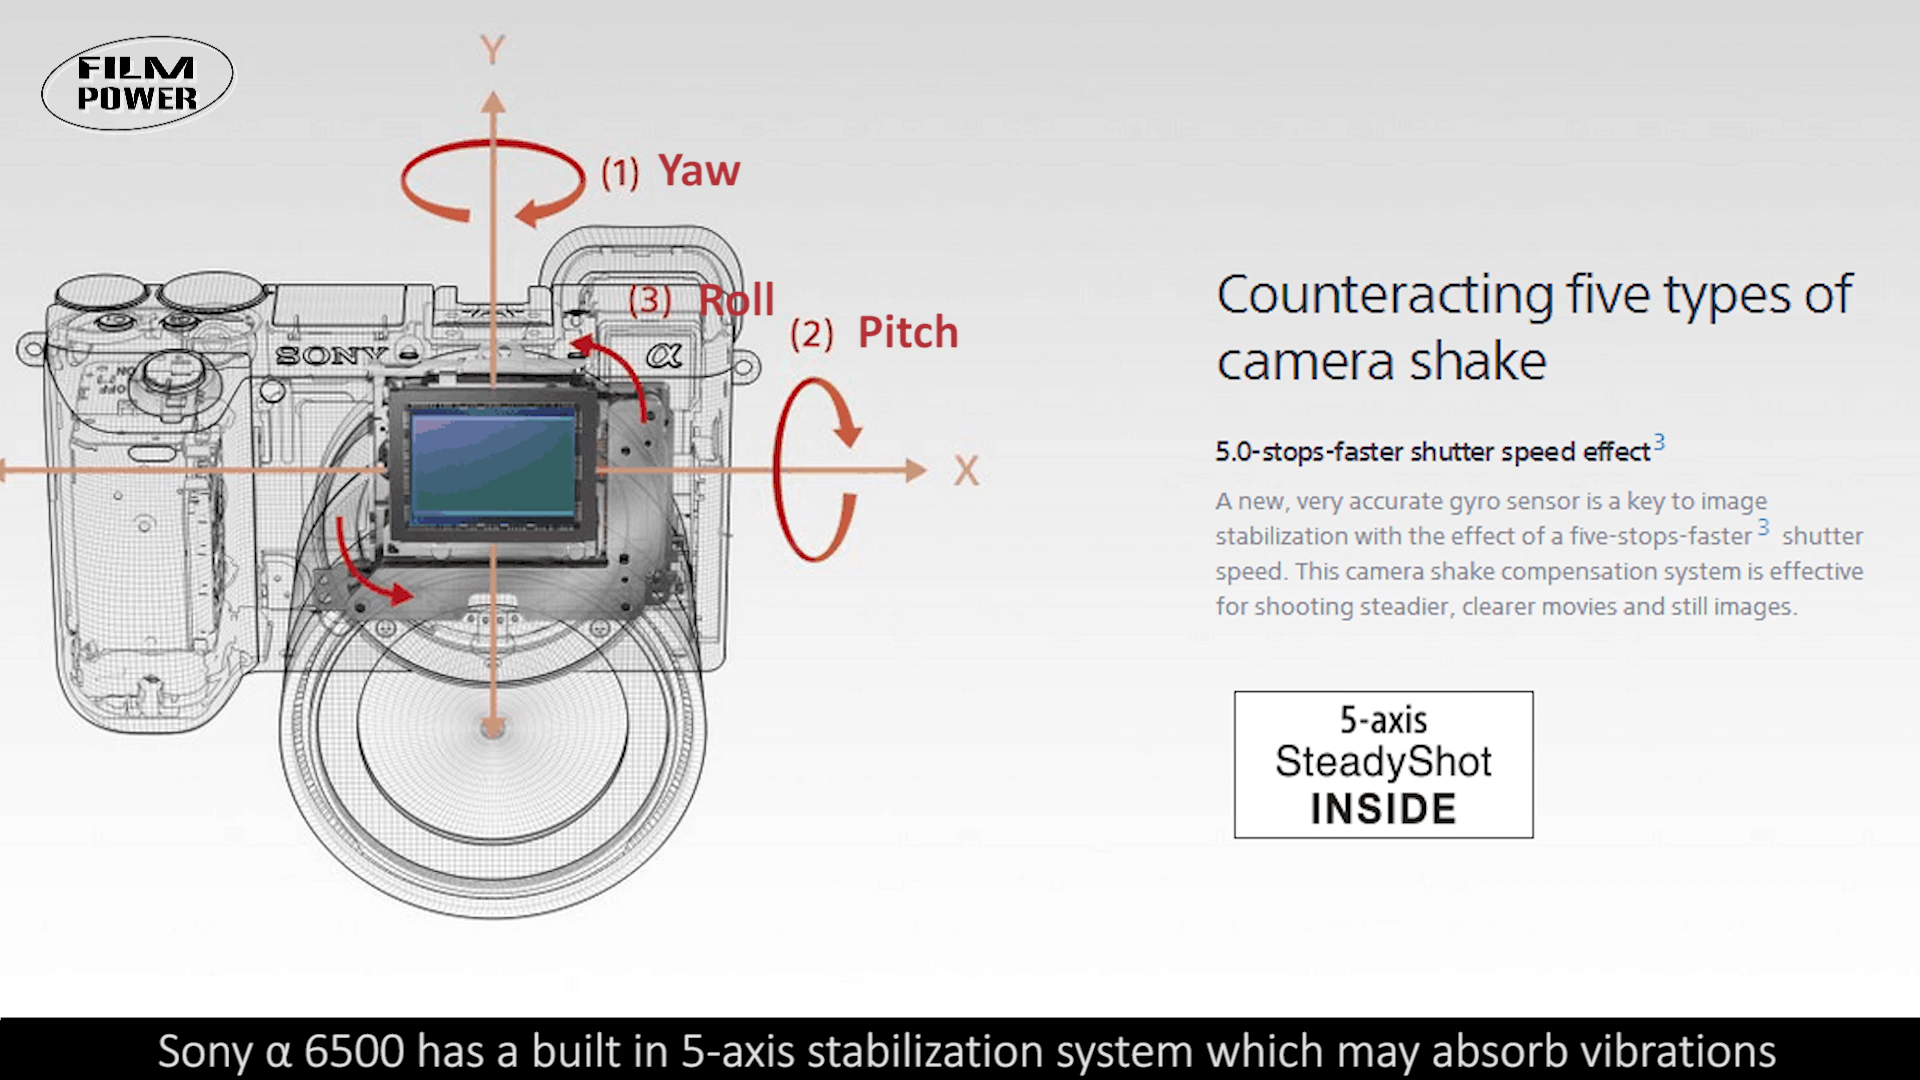 FILM
POWER
Y
(1) Yaw
(3) Roll
(2) Pitch
SONY
α
X
Counteracting five types of
camera shake
5.0-stops-faster shutter speed effect3
A new, very accurate gyro sensor is a key to image
stabilization with the effect of a five-stops-faster 3 shutter
speed. This camera shake compensation system is effective
for shooting steadier, clearer movies and still images.
5-axis
SteadyShot
INSIDE
Sony α 6500 has a built in 5-axis stabilization system which may absorb vibrations